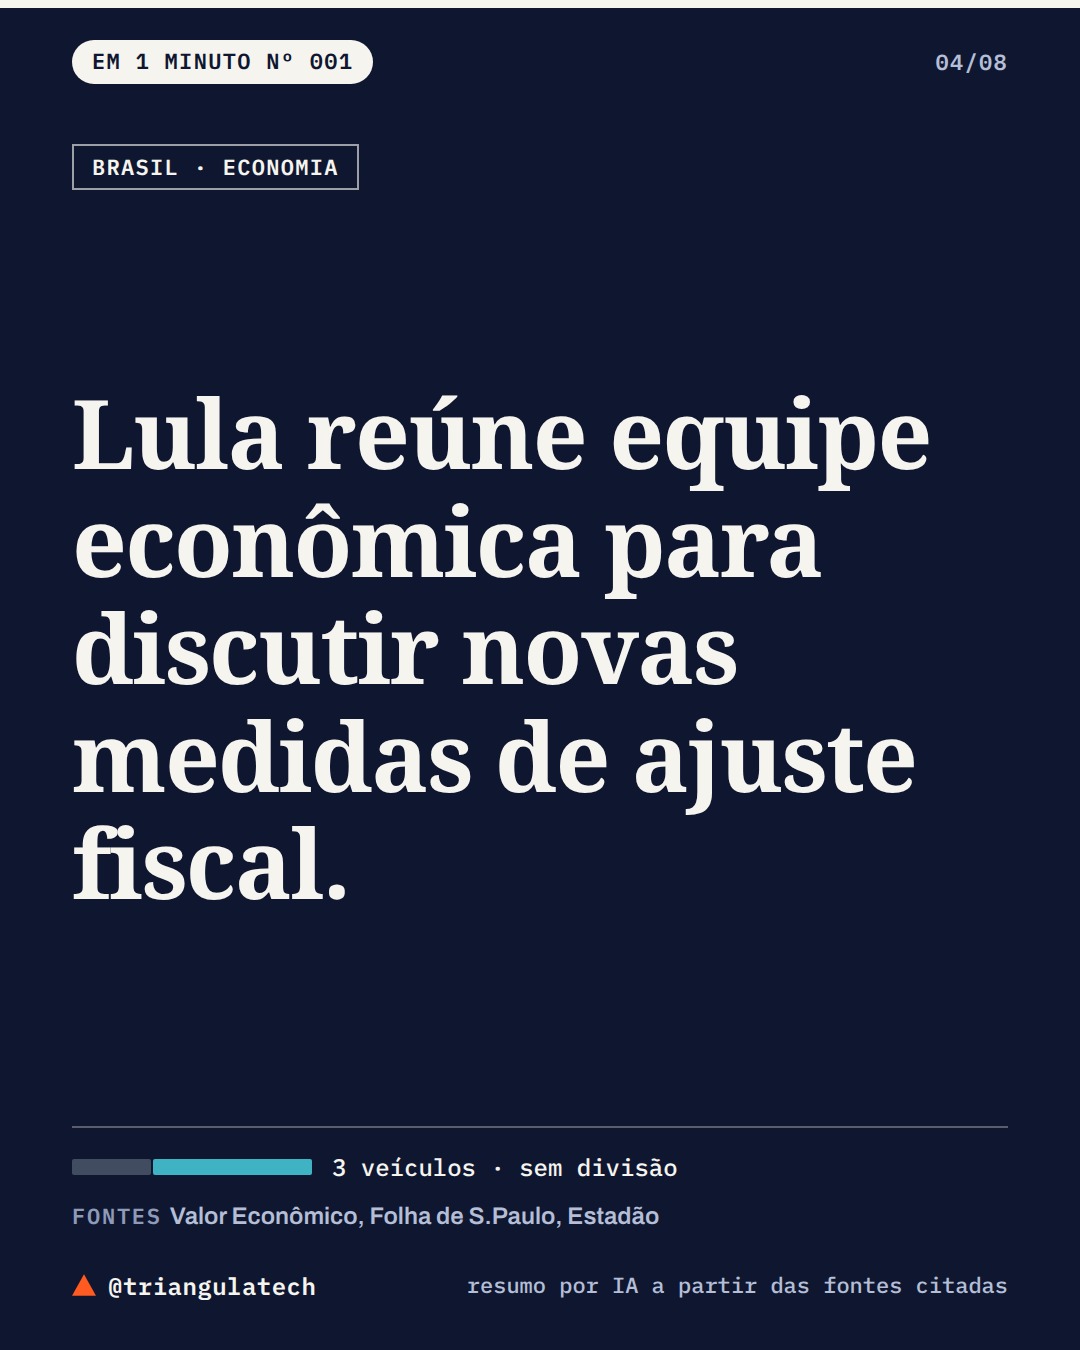 EM 1 MINUTO Nº 001
04/08
BRASIL · ECONOMIA
Lula reúne equipe
econômica para
discutir novas
medidas de ajuste
fiscal.
3 veículos · sem divisão
FONTES Valor Econômico, Folha de S.Paulo, Estadão
@triangulatech
resumo por IA a partir das fontes citadas